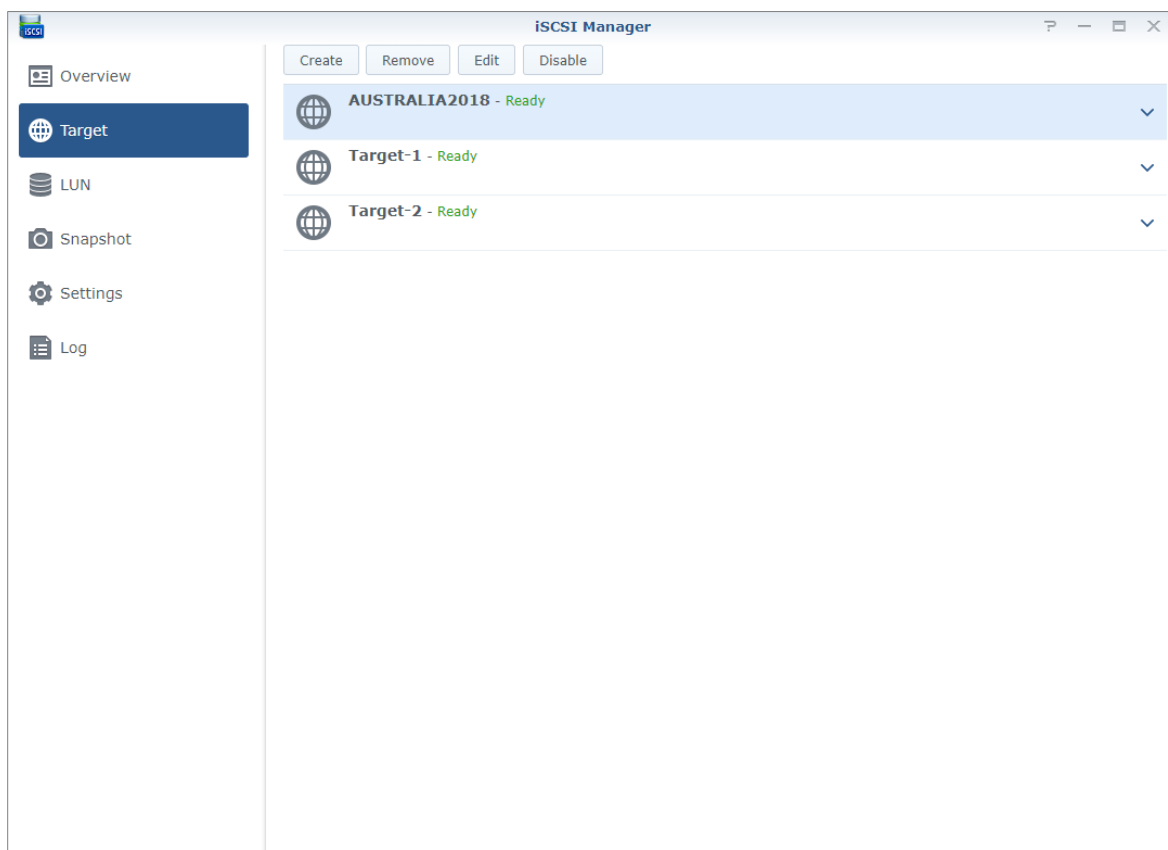 iSCSI
iSCSI Manager
Overview
Target
LUN
Snapshot
Settings
Log
Create Remove Edit Disable
AUSTRALIA2018 - Ready
Target-1 - Ready
Target-2 - Ready